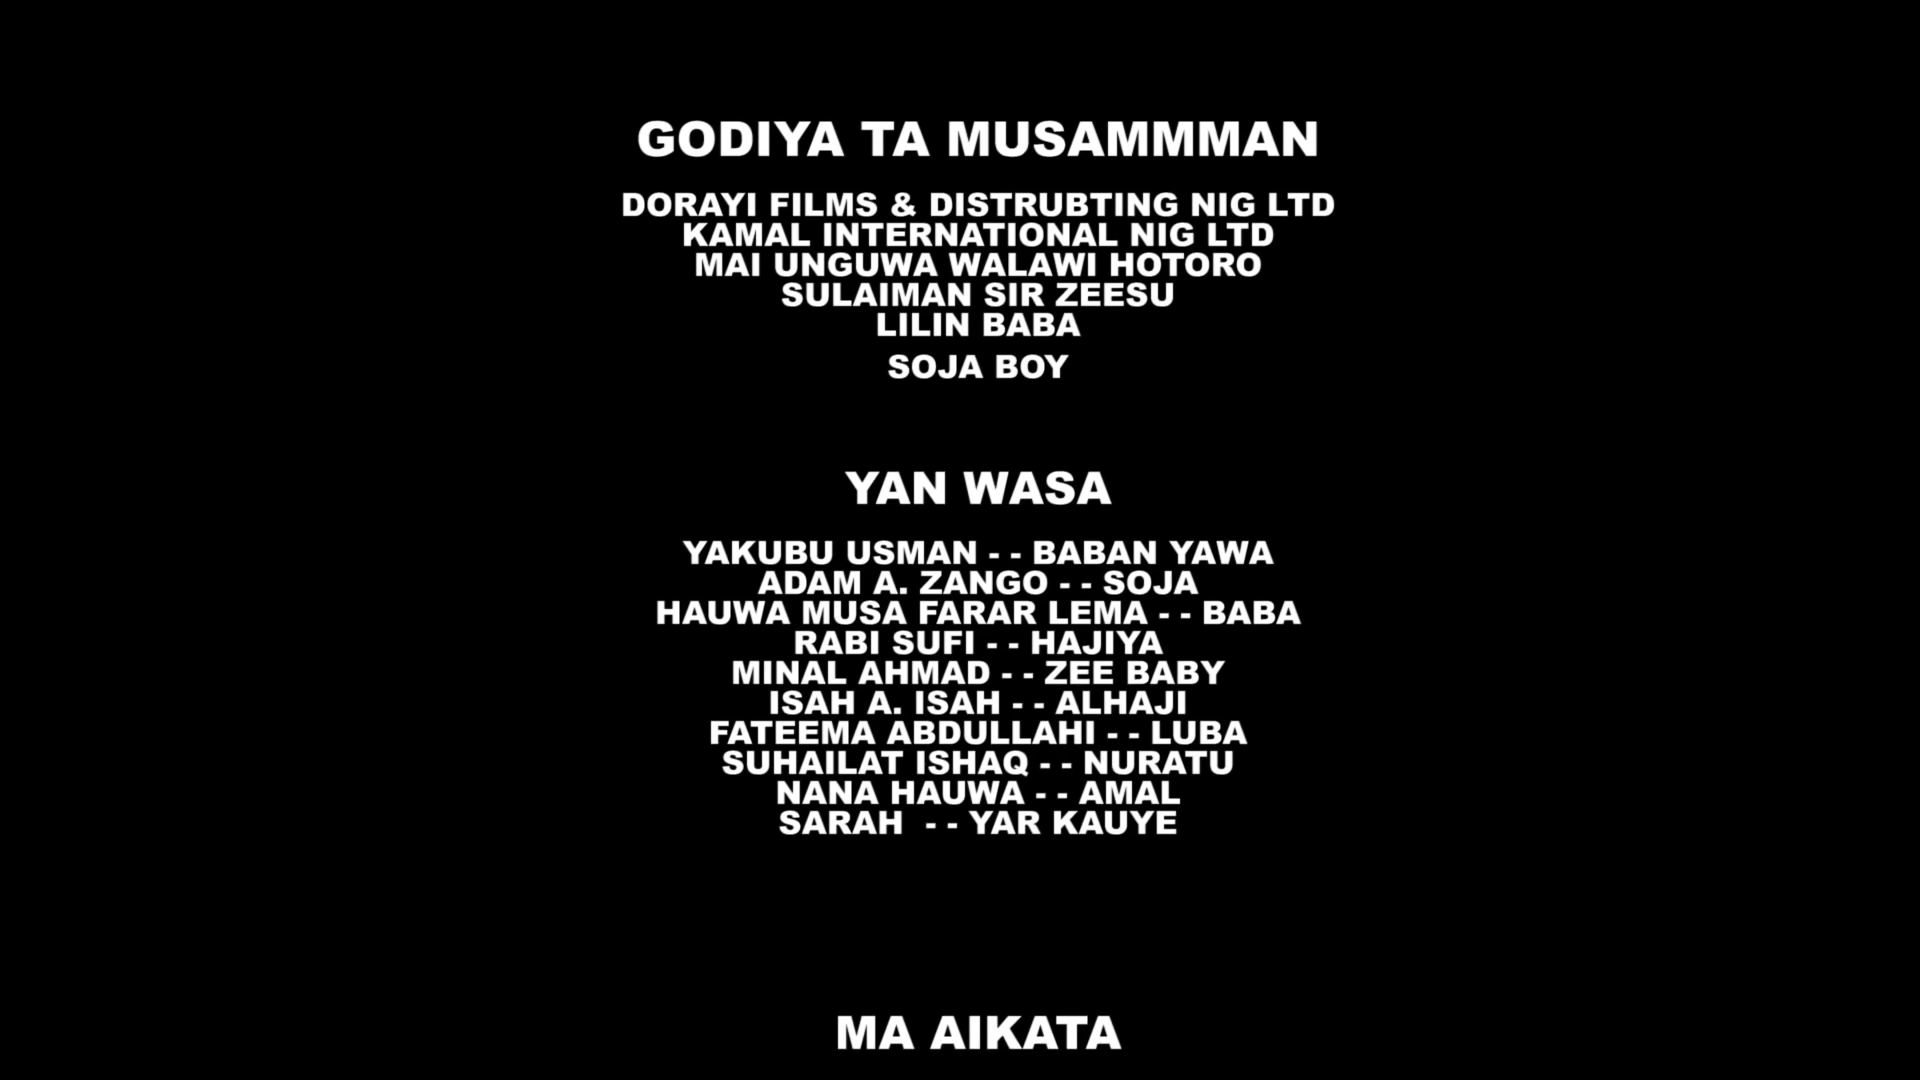 GODIYA TA MUSAMMMAN
DORAYI FILMS & DISTRUBTING NIG LTD
KAMAL INTERNATIONAL NIG LTD
MAI UNGUWA WALAWI HOTORO
SULAIMAN SIR ZEESU
LILIN BABA
SOJA BOY
YAN WASA
YAKUBU USMAN - - BABAN YAWA
ADAM A. ZANGO - - SOJA
HAUWA MUSA FARAR LEMA - - BABA
RABI SUFI - - HAJIYA
MINAL AHMAD - - ZEE BABY
ISAH A. ISAH - - ALHAJI
FATEEMA ABDULLAHI - - LUBA
SUHAILAT ISHAQ - - NURATU
NANA HAUWA - - AMAL
SARAH - - YAR KAUYE
MA AIKATA